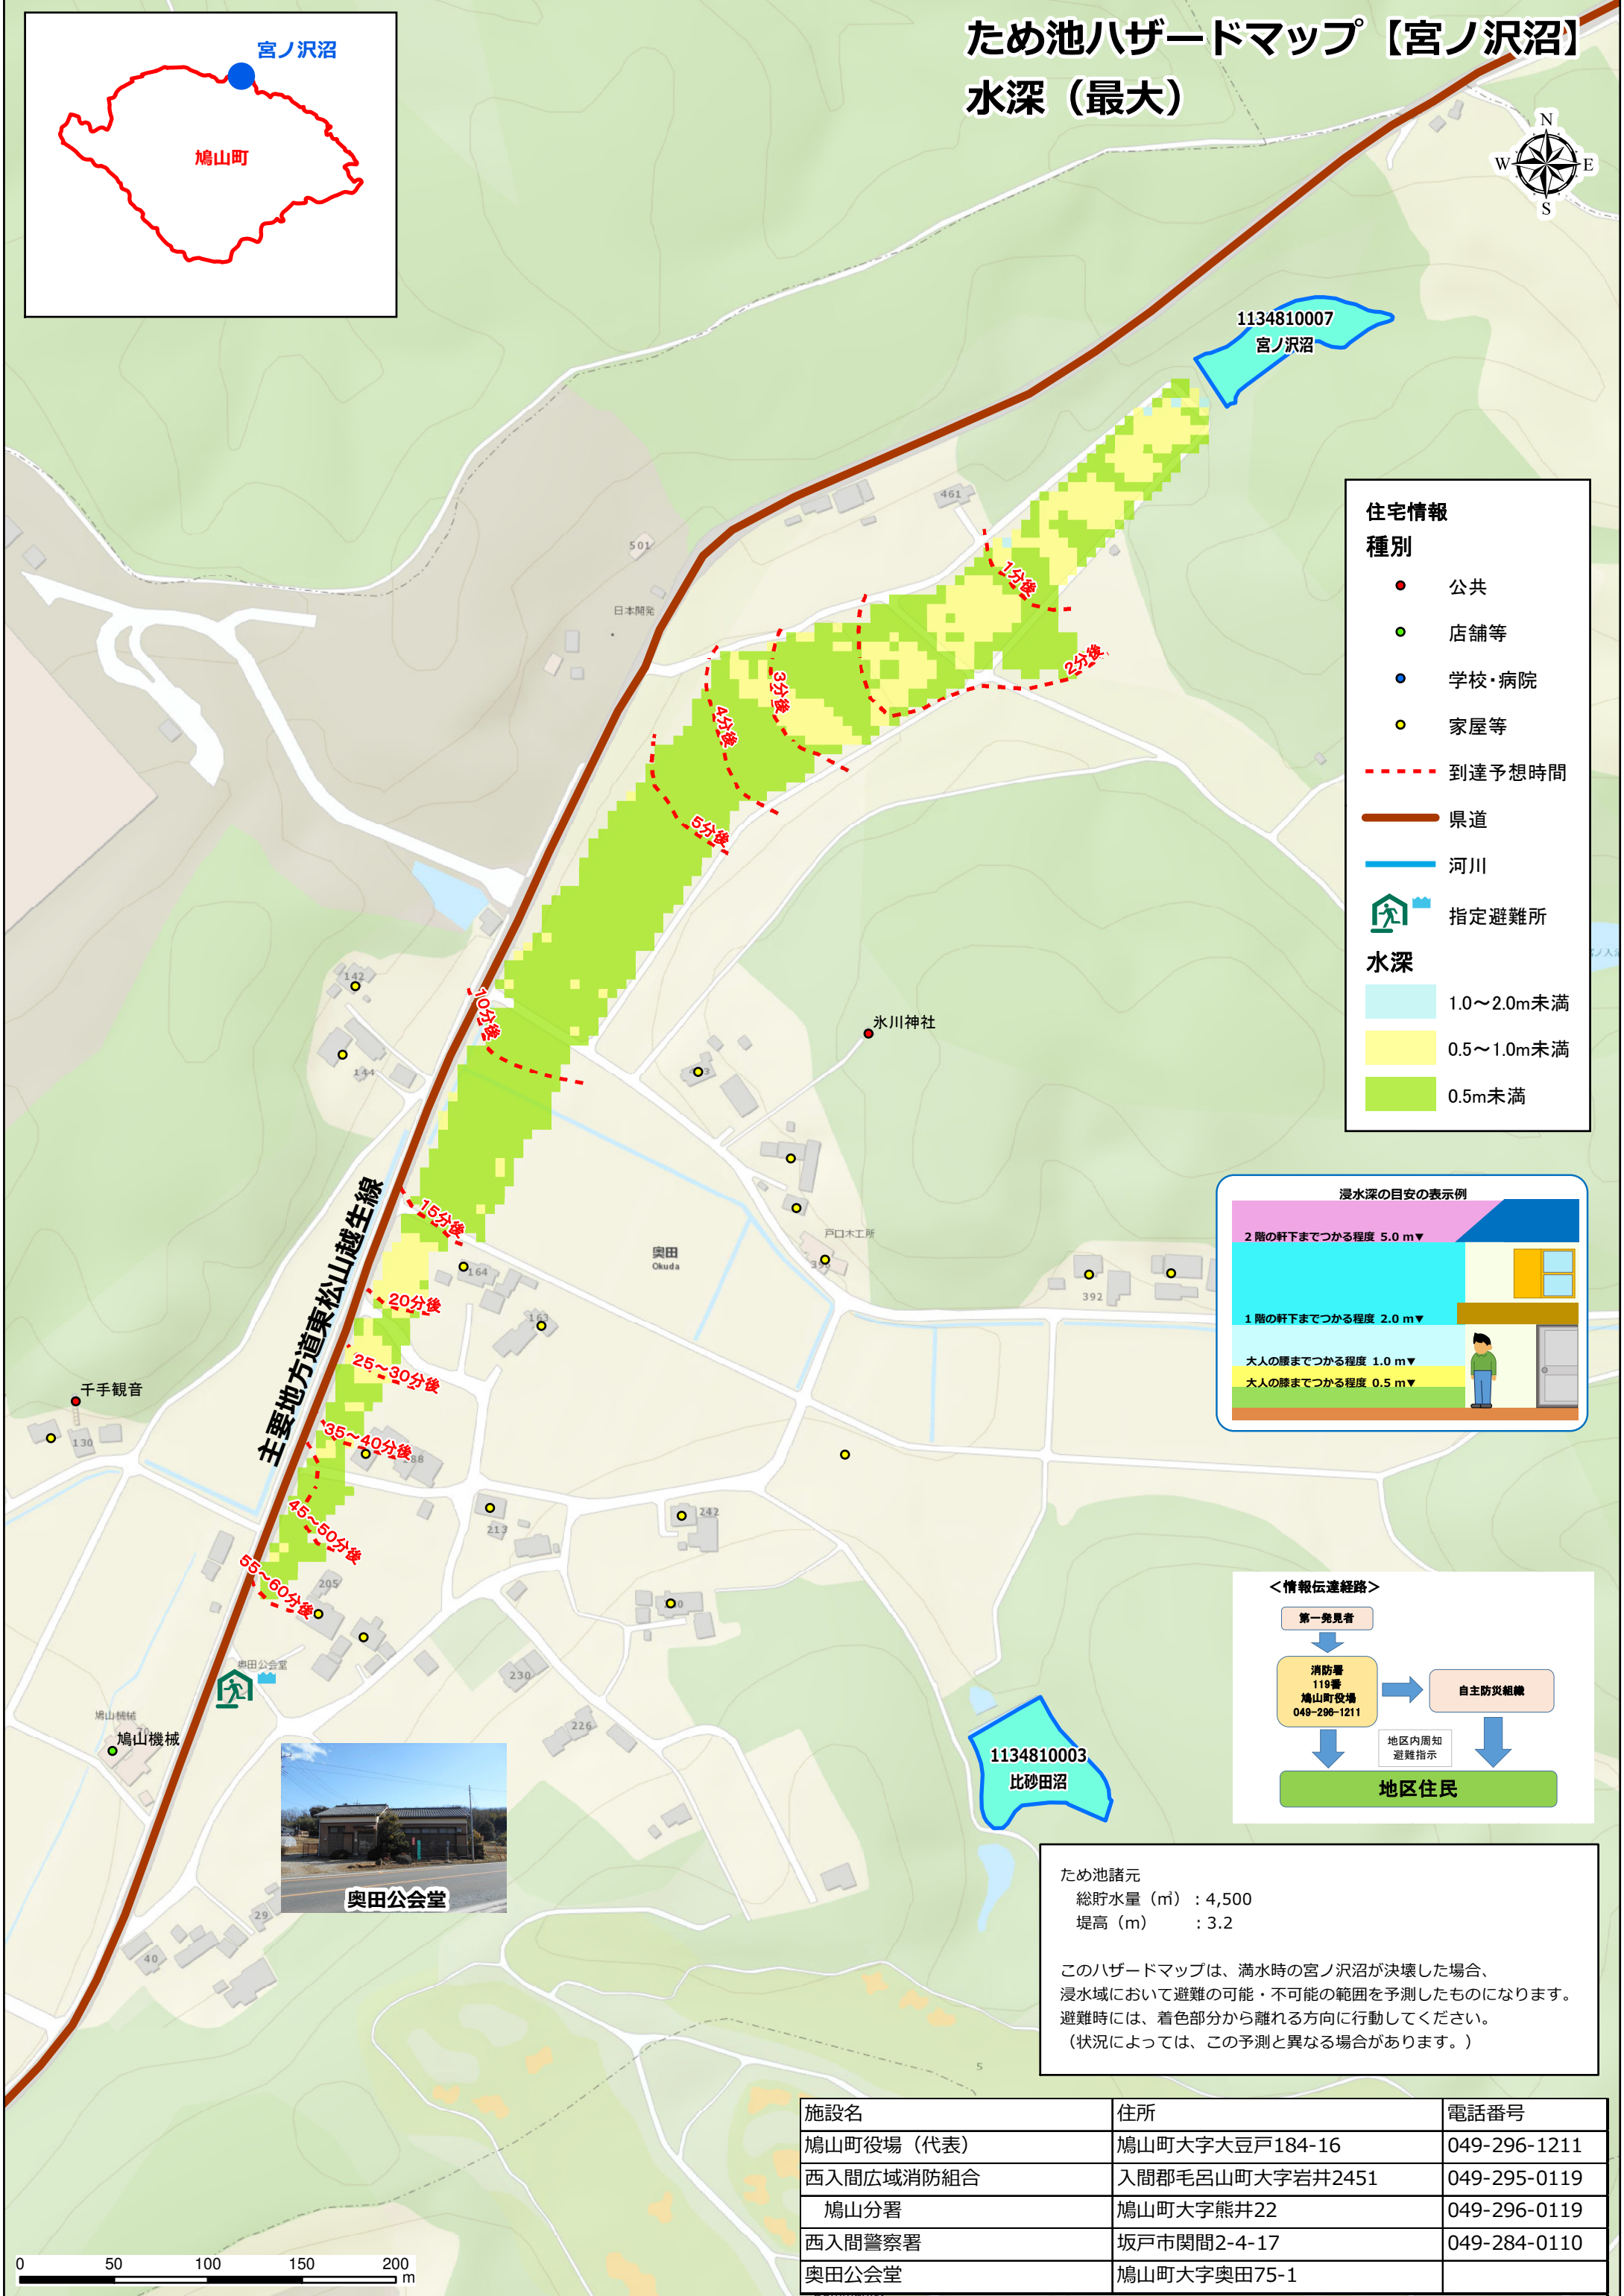 ため池ハザードマップ【宮ノ沢沼】
水深（最大）
宮ノ沢沼
鳩山町
N
W
E
S
1134810007
宮ノ沢沼
461
501
日本開発
1分後
2分後
3分後
4分後
5分後
10分後
15分後
20分後
25～30分後
35～40分後
45～50分後
55～60分後
142
144
氷川神社
戸口木工所
奥田
Okuda
164
163
392
主要地方道東松山越生線
千手観音
130
213
242
205
230
226
奥田公会堂
鳩山機械
鳩山機械
29
40
5
奥田公会堂
1134810003
比砂田沼
住宅情報
種別
公共
店舗等
学校・病院
家屋等
到達予想時間
県道
河川
指定避難所
水深
1.0～2.0m未満
0.5～1.0m未満
0.5m未満
浸水深の目安の表示例
2階の軒下までつかる程度 5.0 m▼
1階の軒下までつかる程度 2.0 m▼
大人の腰までつかる程度 1.0 m▼
大人の膝までつかる程度 0.5 m▼
＜情報伝達経路＞
第一発見者
消防署
119番
鳩山町役場
049-296-1211
自主防災組織
地区内周知
避難指示
地区住民
ため池諸元
総貯水量（㎥）：4,500
堤高（m）　　：3.2
このハザードマップは、満水時の宮ノ沢沼が決壊した場合、
浸水域において避難の可能・不可能の範囲を予測したものになります。
避難時には、着色部分から離れる方向に行動してください。
（状況によっては、この予測と異なる場合があります。）
施設名 住所 電話番号
鳩山町役場（代表） 鳩山町大字大豆戸184-16 049-296-1211
西入間広域消防組合 入間郡毛呂山町大字岩井2451 049-295-0119
鳩山分署 鳩山町大字熊井22 049-296-0119
西入間警察署 坂戸市関間2-4-17 049-284-0110
奥田公会堂 鳩山町大字奥田75-1
0 50 100 150 200
m